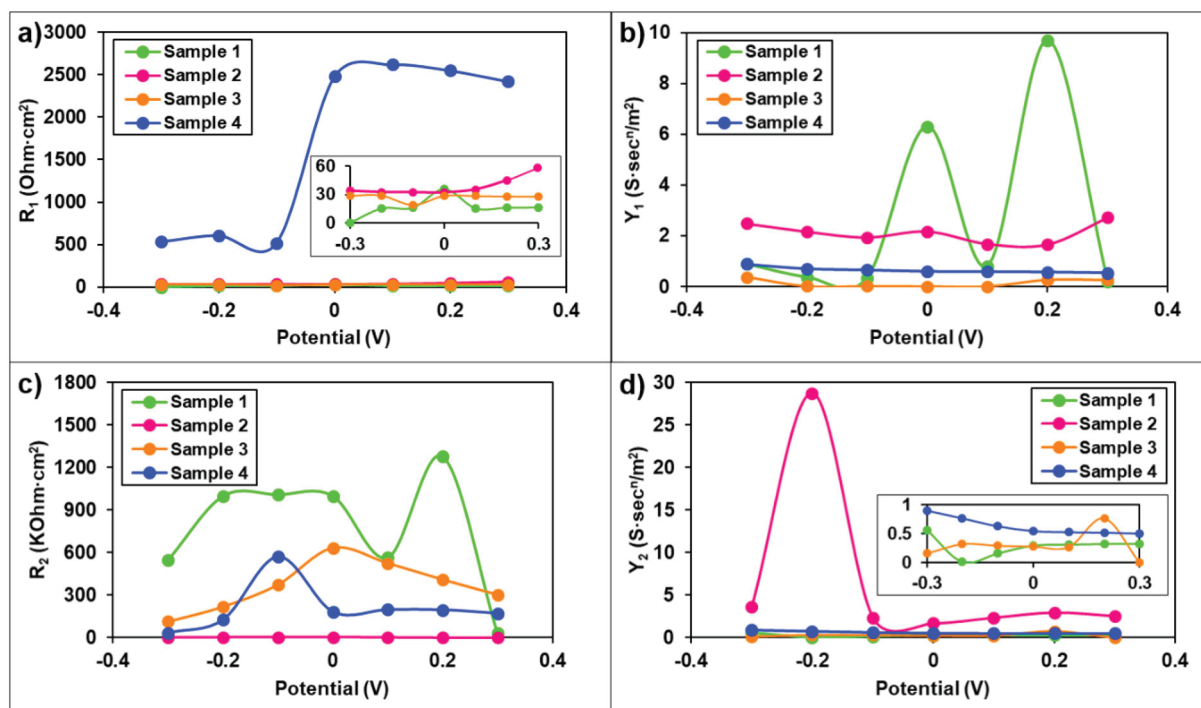 a)
3000
2500
2000
1500
1000
500
0
R₁ (Ohm·cm²)
Sample 1
Sample 2
Sample 3
Sample 4
60
30
0
-0.3 0 0.3
-0.4 -0.2 0 0.2 0.4
Potential (V)
b)
10
8
6
4
2
0
Y₁ (S·secⁿ/m²)
Sample 1
Sample 2
Sample 3
Sample 4
-0.4 -0.2 0 0.2 0.4
Potential (V)
c)
1800
1500
1200
900
600
300
0
R₂ (KOhm·cm²)
Sample 1
Sample 2
Sample 3
Sample 4
-0.4 -0.2 0 0.2 0.4
Potential (V)
d)
30
25
20
15
10
5
0
Y₂ (S·secⁿ/m²)
Sample 1
Sample 2
Sample 3
Sample 4
1
0.5
0
-0.3 0 0.3
-0.4 -0.2 0 0.2 0.4
Potential (V)